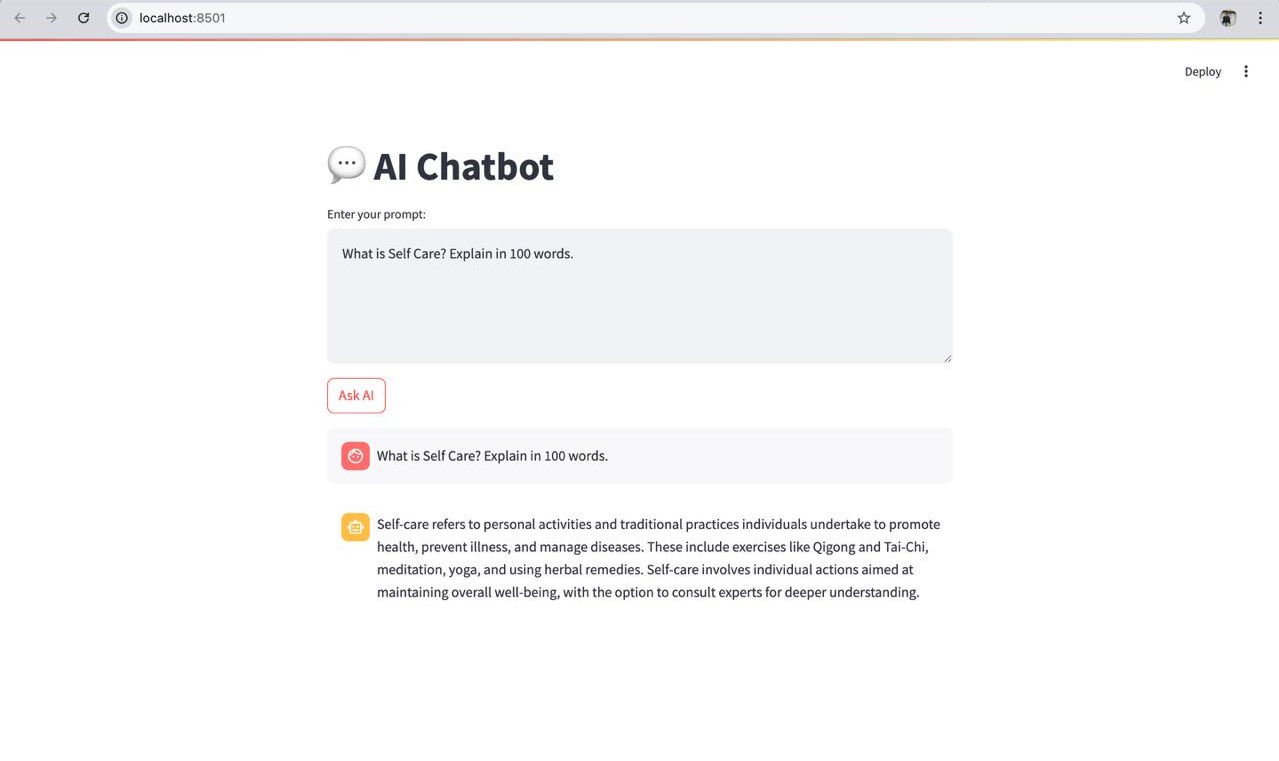 localhost:8501
Deploy
AI Chatbot
Enter your prompt:
What is Self Care? Explain in 100 words.
Ask AI
What is Self Care? Explain in 100 words.
Self-care refers to personal activities and traditional practices individuals undertake to promote
health, prevent illness, and manage diseases. These include exercises like Qigong and Tai-Chi,
meditation, yoga, and using herbal remedies. Self-care involves individual actions aimed at
maintaining overall well-being, with the option to consult experts for deeper understanding.